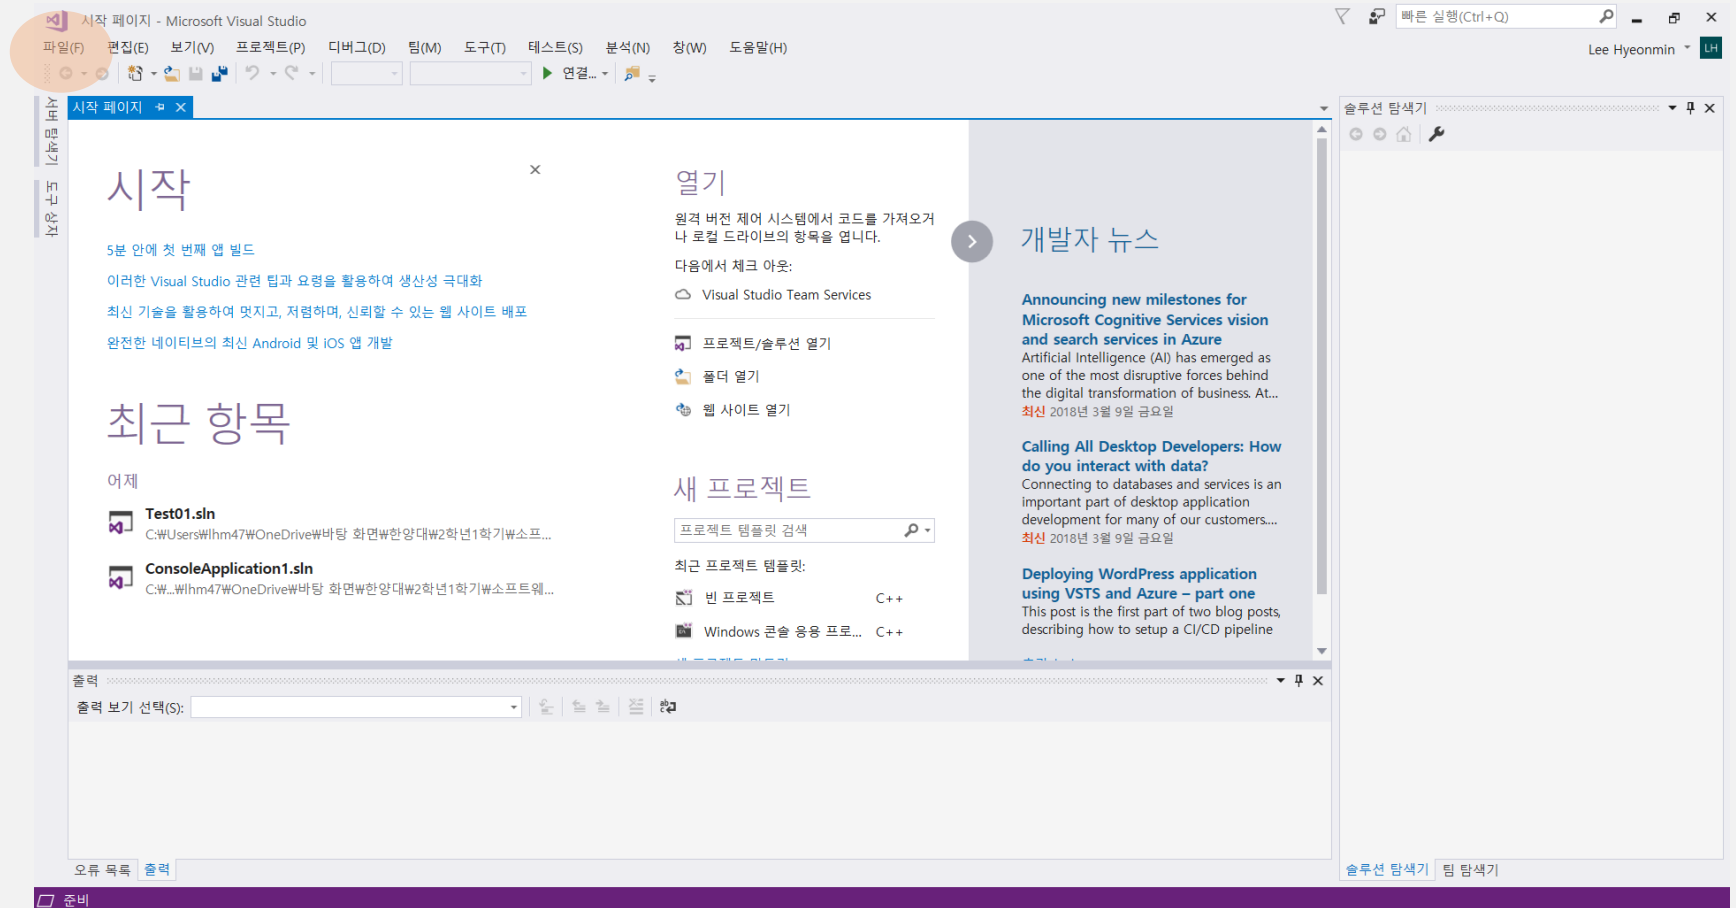 시작 페이지 - Microsoft Visual Studio
빠른 실행(Ctrl+Q)
파일(F) 편집(E) 보기(V) 프로젝트(P) 디버그(D) 팀(M) 도구(T) 테스트(S) 분석(N) 창(W) 도움말(H)
Lee Hyeonmin LH
연결...
서버 탐색기
도구 상자
시작 페이지
시작
5분 안에 첫 번째 앱 빌드
이러한 Visual Studio 관련 팁과 요령을 활용하여 생산성 극대화
최신 기술을 활용하여 멋지고, 저렴하며, 신뢰할 수 있는 웹 사이트 배포
완전한 네이티브의 최신 Android 및 iOS 앱 개발
최근 항목
어제
Test01.sln
C:₩Users₩lhm47₩OneDrive₩바탕 화면₩한양대₩2학년1학기₩소프...
ConsoleApplication1.sln
C:₩...₩lhm47₩OneDrive₩바탕 화면₩한양대₩2학년1학기₩소프트웨...
열기
원격 버전 제어 시스템에서 코드를 가져오거
나 로컬 드라이브의 항목을 엽니다.
다음에서 체크 아웃:
Visual Studio Team Services
프로젝트/솔루션 열기
폴더 열기
웹 사이트 열기
새 프로젝트
프로젝트 템플릿 검색
최근 프로젝트 템플릿:
빈 프로젝트 C++
Windows 콘솔 응용 프로... C++
개발자 뉴스
Announcing new milestones for
Microsoft Cognitive Services vision
and search services in Azure
Artificial Intelligence (AI) has emerged as
one of the most disruptive forces behind
the digital transformation of business. At...
최신 2018년 3월 9일 금요일
Calling All Desktop Developers: How
do you interact with data?
Connecting to databases and services is an
important part of desktop application
development for many of our customers....
최신 2018년 3월 9일 금요일
Deploying WordPress application
using VSTS and Azure – part one
This post is the first part of two blog posts,
describing how to setup a CI/CD pipeline
솔루션 탐색기
출력
출력 보기 선택(S):
오류 목록 출력
솔루션 탐색기 팀 탐색기
준비